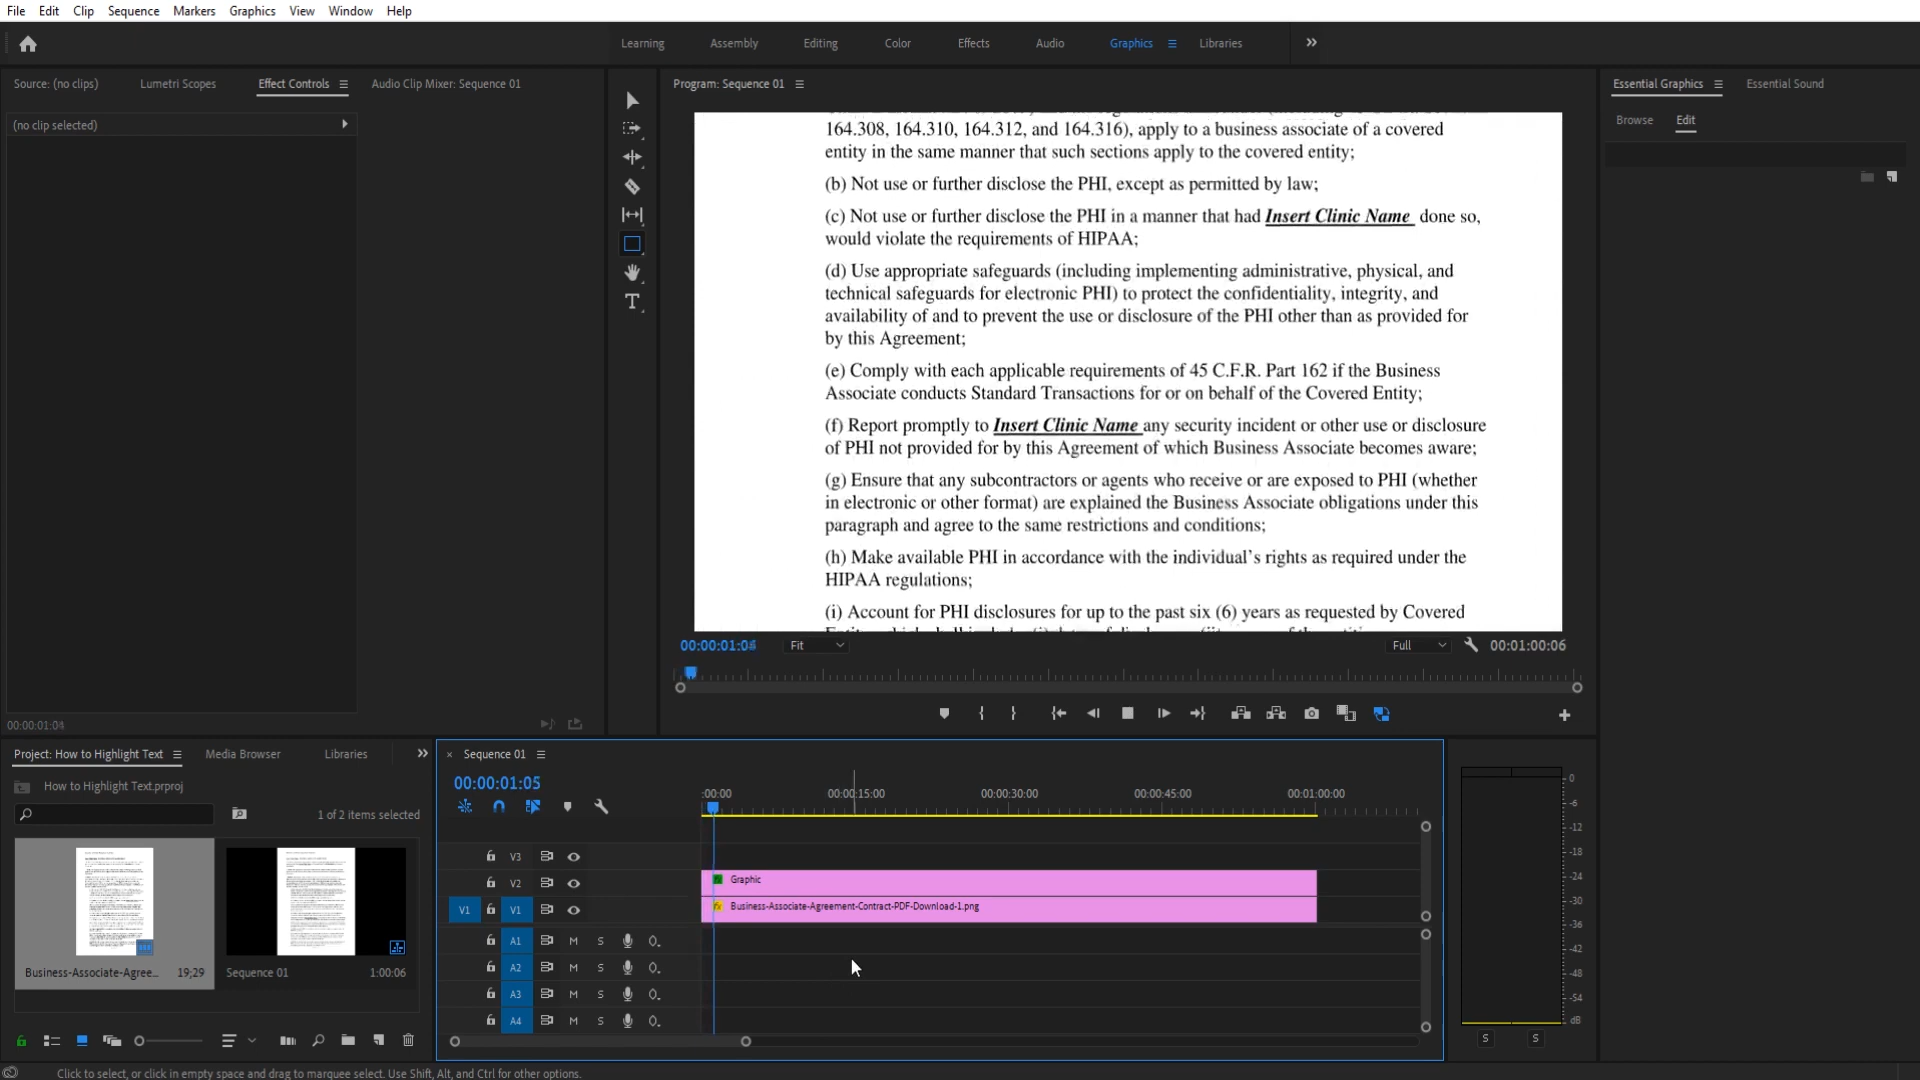 File Edit Clip Sequence Markers Graphics View Window Help
Learning Assembly Editing Color Effects Audio Graphics Libraries
Source: (no clips) Lumetri Scopes Effect Controls Audio Clip Mixer: Sequence 01
(no clip selected)
00:00:01:04
Program: Sequence 01
164.308, 164.310, 164.312, and 164.316), apply to a business associate of a covered
entity in the same manner that such sections apply to the covered entity;
(b) Not use or further disclose the PHI, except as permitted by law;
(c) Not use or further disclose the PHI in a manner that had Insert Clinic Name done so,
would violate the requirements of HIPAA;
(d) Use appropriate safeguards (including implementing administrative, physical, and
technical safeguards for electronic PHI) to protect the confidentiality, integrity, and
availability of and to prevent the use or disclosure of the PHI other than as provided for
by this Agreement;
(e) Comply with each applicable requirements of 45 C.F.R. Part 162 if the Business
Associate conducts Standard Transactions for or on behalf of the Covered Entity;
(f) Report promptly to Insert Clinic Name any security incident or other use or disclosure
of PHI not provided for by this Agreement of which Business Associate becomes aware;
(g) Ensure that any subcontractors or agents who receive or are exposed to PHI (whether
in electronic or other format) are explained the Business Associate obligations under this
paragraph and agree to the same restrictions and conditions;
(h) Make available PHI in accordance with the individual's rights as required under the
HIPAA regulations;
(i) Account for PHI disclosures for up to the past six (6) years as requested by Covered
Fit Full 00:01:00:06
Essential Graphics Essential Sound
Browse Edit
Project: How to Highlight Text Media Browser Libraries
How to Highlight Text.prproj
1 of 2 items selected
Business-Associate-Agree... 19;29 Sequence 01 1:00:06
Sequence 01
00:00:01:05
:00:00 00:00:15:00 00:00:30:00 00:00:45:00 00:01:00:00
V3
V2 Graphic
V1 V1 Business-Associate-Agreement-Contract-PDF-Download-1.png
A1 M S
A2 M S
A3 M S
A4 M S
0
-6
-12
-18
-24
-30
-36
-42
-48
-54
dB
S S
Click to select, or click in empty space and drag to marquee select. Use Shift, Alt, and Ctrl for other options.